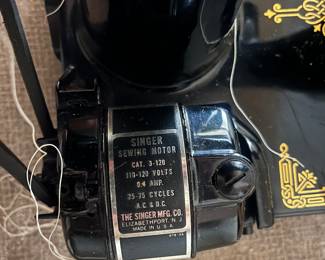 SINGER
SEWING MOTOR
CAT. 3-120
110-120 VOLTS
0.4 AMP.
25-75 CYCLES
A.C. & D.C.
THE SINGER MFG. CO.
ELIZABETHPORT, N.J.
MADE IN U.S.A.